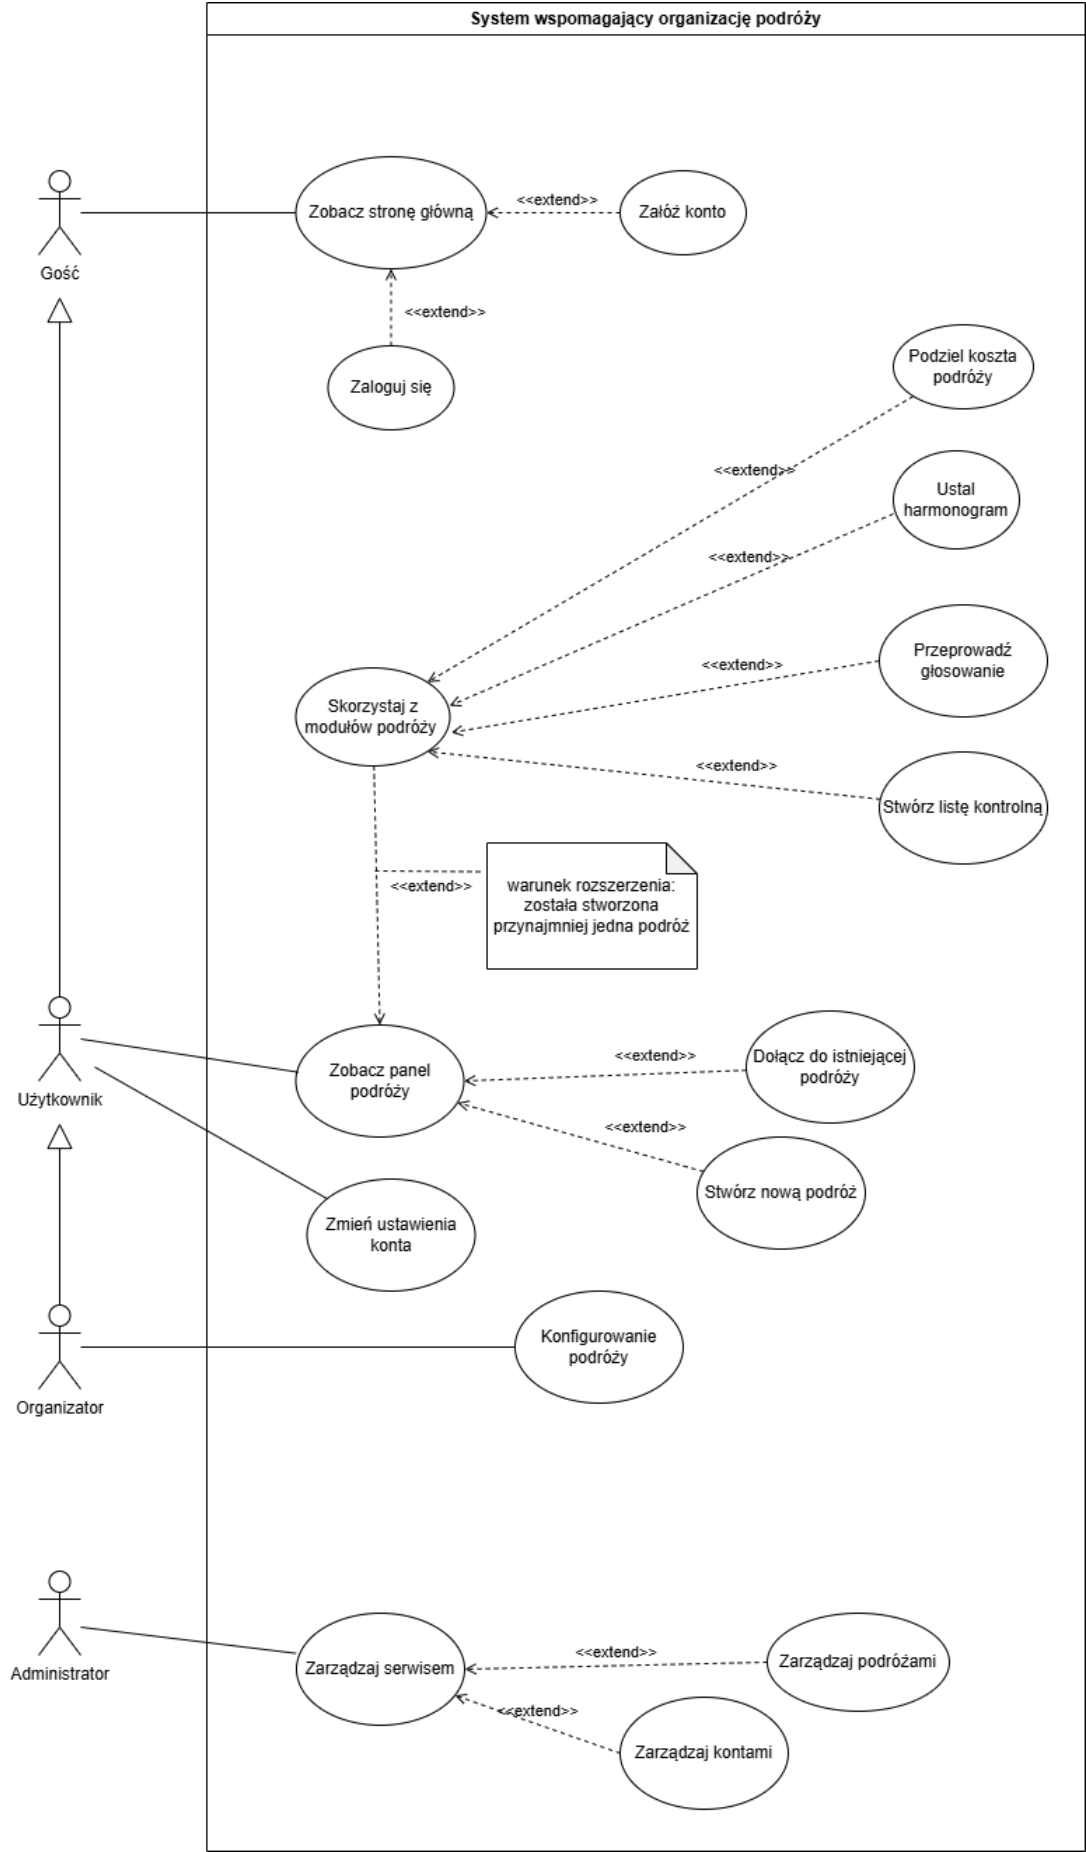 System wspomagający organizację podróży
Zobacz stronę główną
<<extend>>
Załóż konto
Gość
<<extend>>
Zaloguj się
Podziel koszta
podróży
<<extend>>
Ustal
harmonogram
<<extend>>
Przeprowadź
głosowanie
<<extend>>
Skorzystaj z
modułów podróży
<<extend>>
Stwórz listę kontrolną
<<extend>>
warunek rozszerzenia:
została stworzona
przynajmniej jedna podróż
Użytkownik
Zobacz panel
podróży
<<extend>>
Dołącz do istniejącej
podróży
<<extend>>
Stwórz nową podróż
Zmień ustawienia
konta
Konfigurowanie
podróży
Organizator
Administrator
Zarządzaj serwisem
<<extend>>
Zarządzaj podróżami
<<extend>>
Zarządzaj kontami